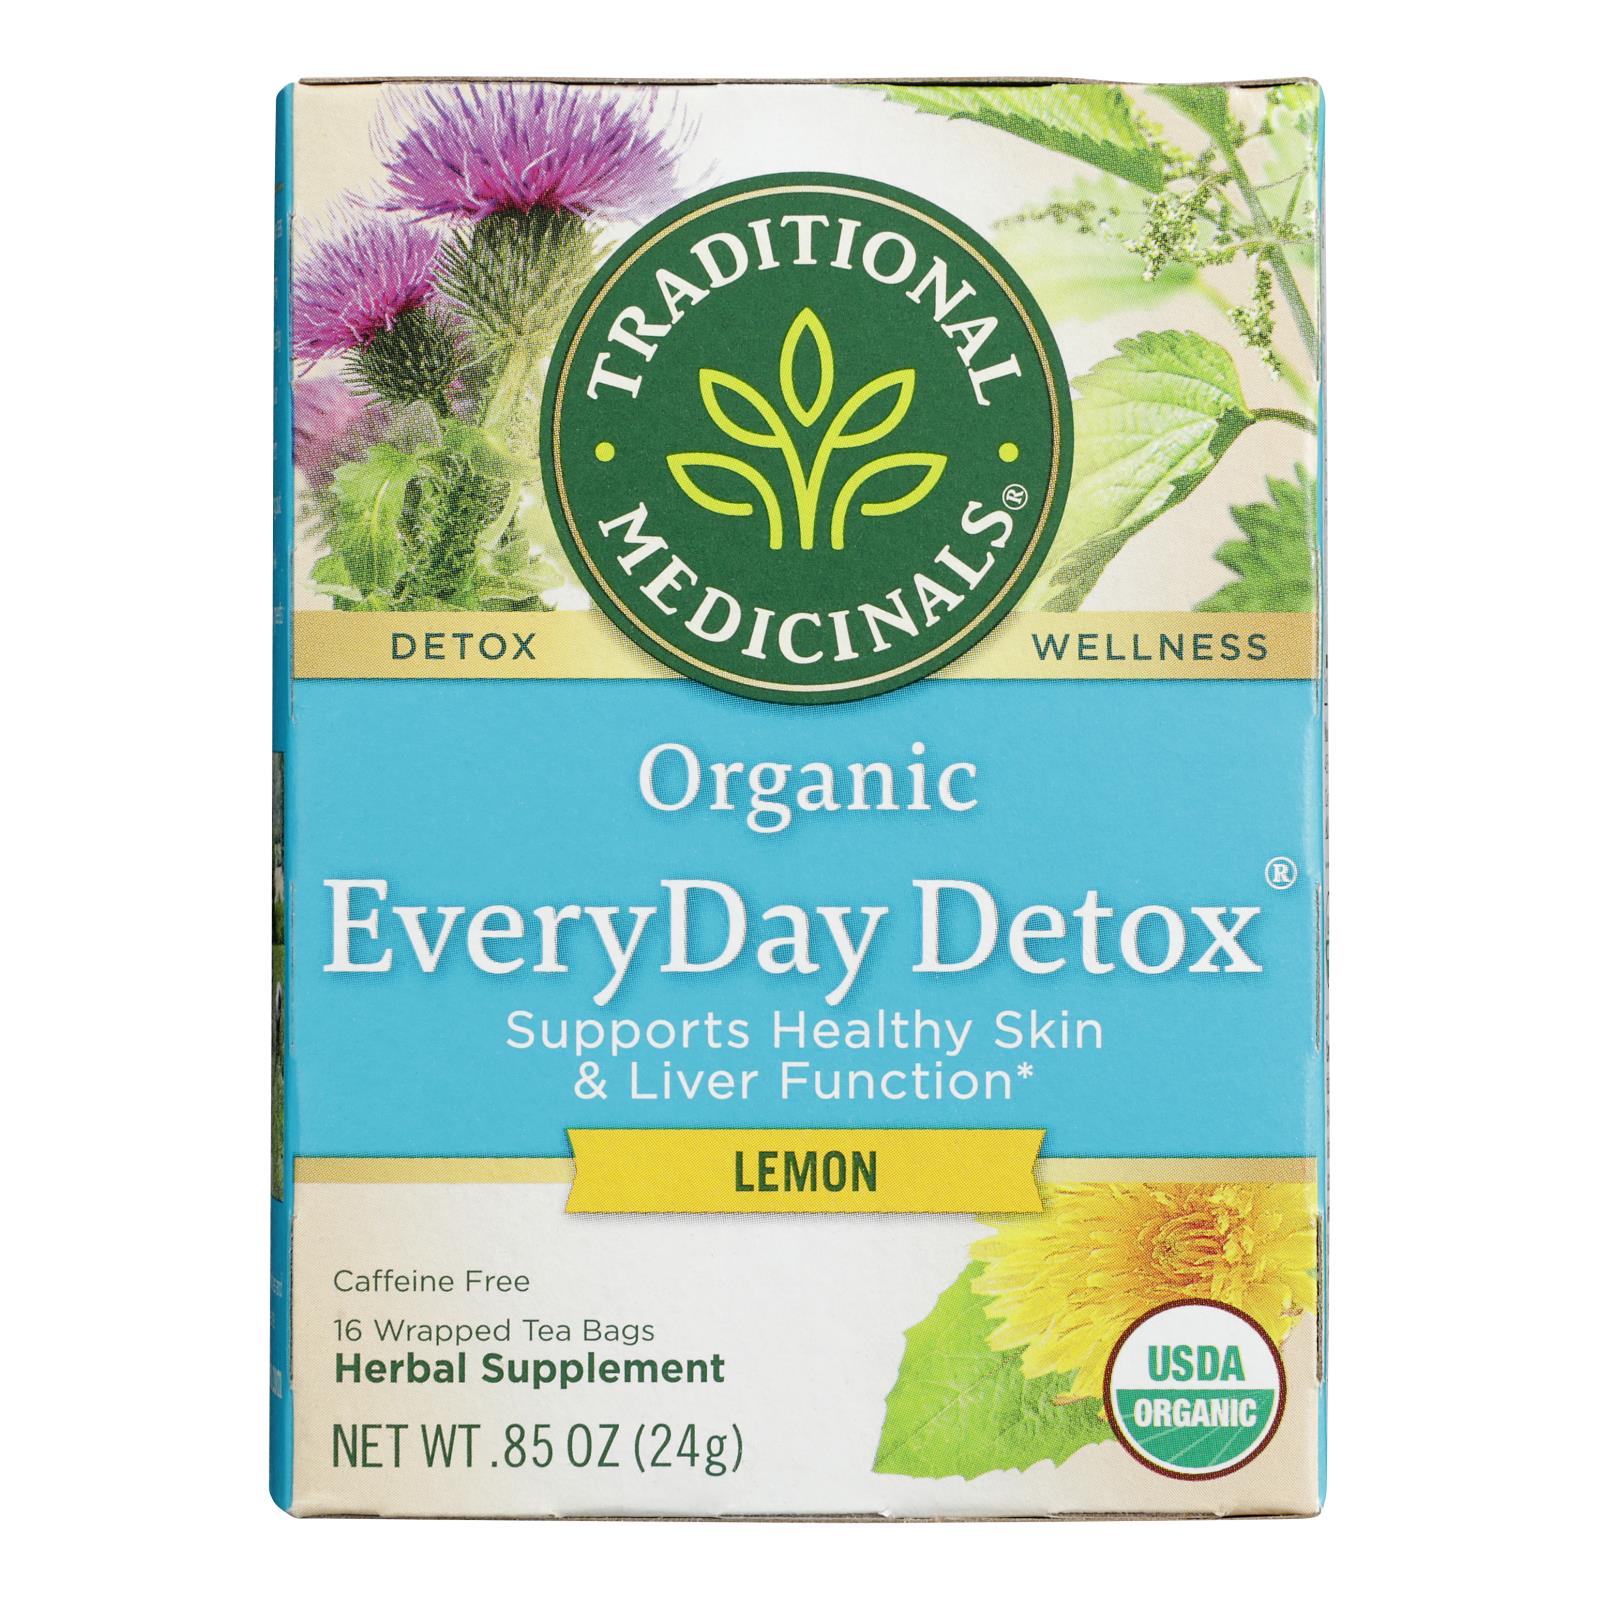 TRADITIONAL
MEDICINALS®
DETOX
WELLNESS
Organic
EveryDay Detox®
Supports Healthy Skin
& Liver Function*
LEMON
Caffeine Free
16 Wrapped Tea Bags
Herbal Supplement
NET WT .85 OZ (24g)
USDA
ORGANIC